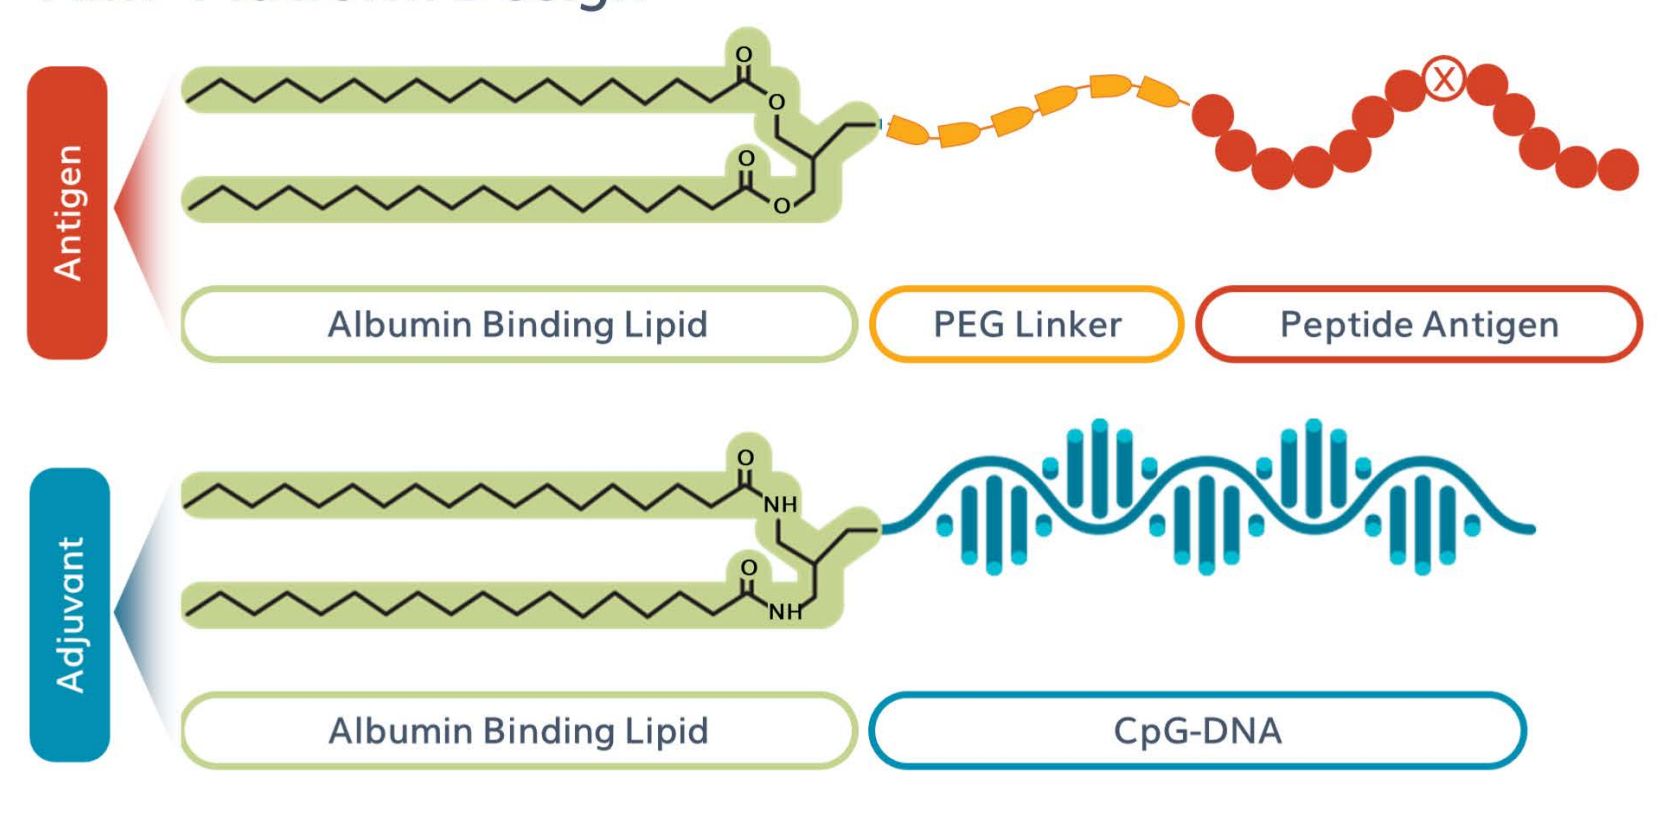 Antigen
O
O
O
O
X
Albumin Binding Lipid
PEG Linker
Peptide Antigen
Adjuvant
O
NH
O
NH
Albumin Binding Lipid
CpG-DNA